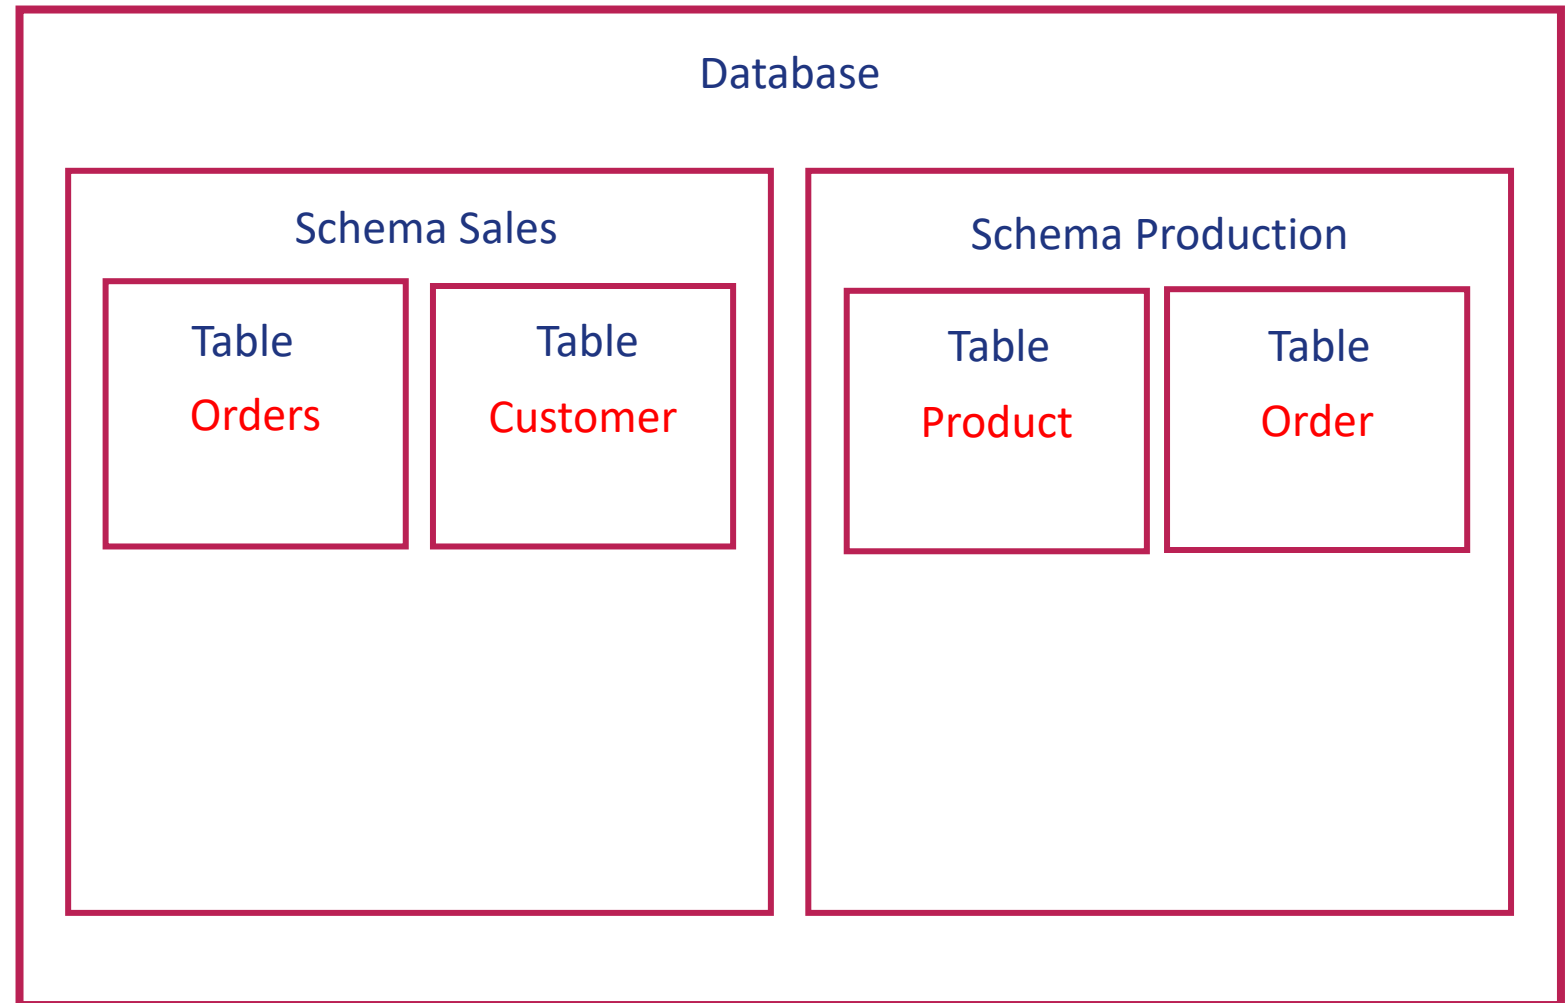 Database
Schema Sales
Table
Orders
Table
Customer
Schema Production
Table
Product
Table
Order